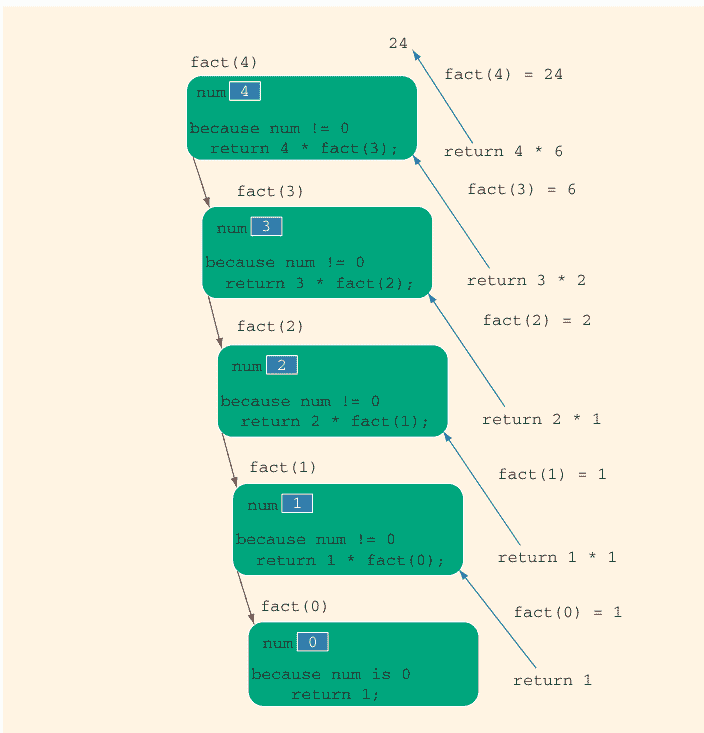 24
fact(4)
fact(4) = 24
num 4
because num != 0
return 4 * fact(3);
return 4 * 6
fact(3)
fact(3) = 6
num 3
because num != 0
return 3 * fact(2);
return 3 * 2
fact(2)
fact(2) = 2
num 2
because num != 0
return 2 * fact(1);
return 2 * 1
fact(1)
fact(1) = 1
num 1
because num != 0
return 1 * fact(0);
return 1 * 1
fact(0)
fact(0) = 1
num 0
because num is 0
return 1;
return 1